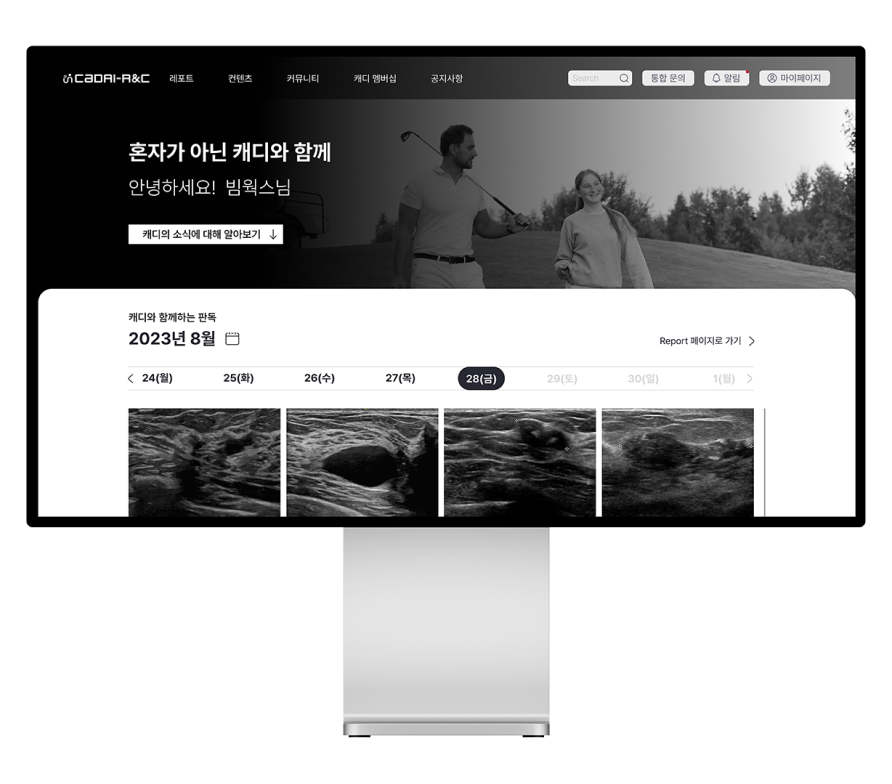 CADAI-A&C
레포트
컨텐츠
커뮤니티
캐디 멤버십
공지사항
Search
통합 문의
알림
마이페이지
혼자가 아닌 캐디와 함께
안녕하세요! 빔웍스님
캐디의 소식에 대해 알아보기
캐디와 함께하는 판독
2023년 8월
Report 페이지로 가기
24(월)
25(화)
26(수)
27(목)
28(금)
29(토)
30(일)
1(월)